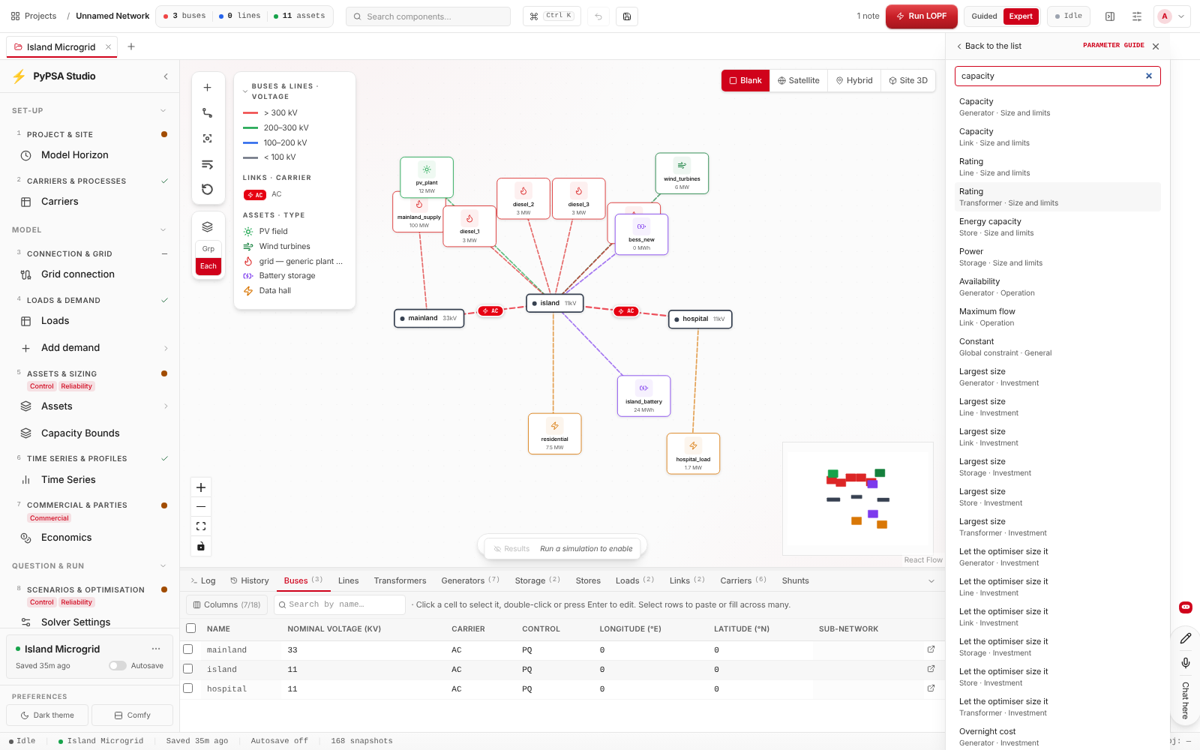 Projects / Unnamed Network 3 buses 0 lines 11 assets Search components... ⌘ Ctrl K 1 note Run LOPF Guided Expert Idle A
Island Microgrid × +
PyPSA Studio
SET-UP
1 PROJECT & SITE
Model Horizon
2 CARRIERS & PROCESSES
Carriers
MODEL
3 CONNECTION & GRID
Grid connection
4 LOADS & DEMAND
Loads
Add demand
5 ASSETS & SIZING
Control Reliability
Assets
Capacity Bounds
6 TIME SERIES & PROFILES
Time Series
7 COMMERCIAL & PARTIES
Commercial
Economics
QUESTION & RUN
8 SCENARIOS & OPTIMISATION
Control Reliability
Solver Settings
Island Microgrid ...
Saved 35m ago Autosave
PREFERENCES
Dark theme Comfy
Grp
Each
BUSES & LINES ·
VOLTAGE
> 300 kV
200–300 kV
100–200 kV
< 100 kV
LINKS · CARRIER
AC AC
ASSETS · TYPE
PV field
Wind turbines
grid — generic plant ...
Battery storage
Data hall
Blank Satellite Hybrid Site 3D
pv_plant
12 MW
mainland_supply
100 MW
diesel_1
3 MW
diesel_2
3 MW
diesel_3
3 MW
wind_turbines
6 MW
bess_new
0 MWh
mainland 33kV
AC
island 11kV
AC
hospital 11kV
island_battery
24 MWh
residential
7.5 MW
hospital_load
1.7 MW
Results Run a simulation to enable
React Flow
Log History Buses (3) Lines Transformers Generators (7) Storage (2) Stores Loads (2) Links (2) Carriers (6) Shunts
Columns (7/18) Search by name… · Click a cell to select it, double-click or press Enter to edit. Select rows to paste or fill across many.
NAME NOMINAL VOLTAGE (KV) CARRIER CONTROL LONGITUDE (°E) LATITUDE (°N) SUB-NETWORK
mainland 33 AC PQ 0 0
island 11 AC PQ 0 0
hospital 11 AC PQ 0 0
Back to the list PARAMETER GUIDE ×
capacity ×
Capacity
Generator · Size and limits
Capacity
Link · Size and limits
Rating
Line · Size and limits
Rating
Transformer · Size and limits
Energy capacity
Store · Size and limits
Power
Storage · Size and limits
Availability
Generator · Operation
Maximum flow
Link · Operation
Constant
Global constraint · General
Largest size
Generator · Investment
Largest size
Line · Investment
Largest size
Link · Investment
Largest size
Storage · Investment
Largest size
Store · Investment
Largest size
Transformer · Investment
Let the optimiser size it
Generator · Investment
Let the optimiser size it
Line · Investment
Let the optimiser size it
Link · Investment
Let the optimiser size it
Storage · Investment
Let the optimiser size it
Store · Investment
Let the optimiser size it
Transformer · Investment
Overnight cost
Generator · Investment
Chat here
Idle Island Microgrid Saved 35m ago Autosave off 168 snapshots